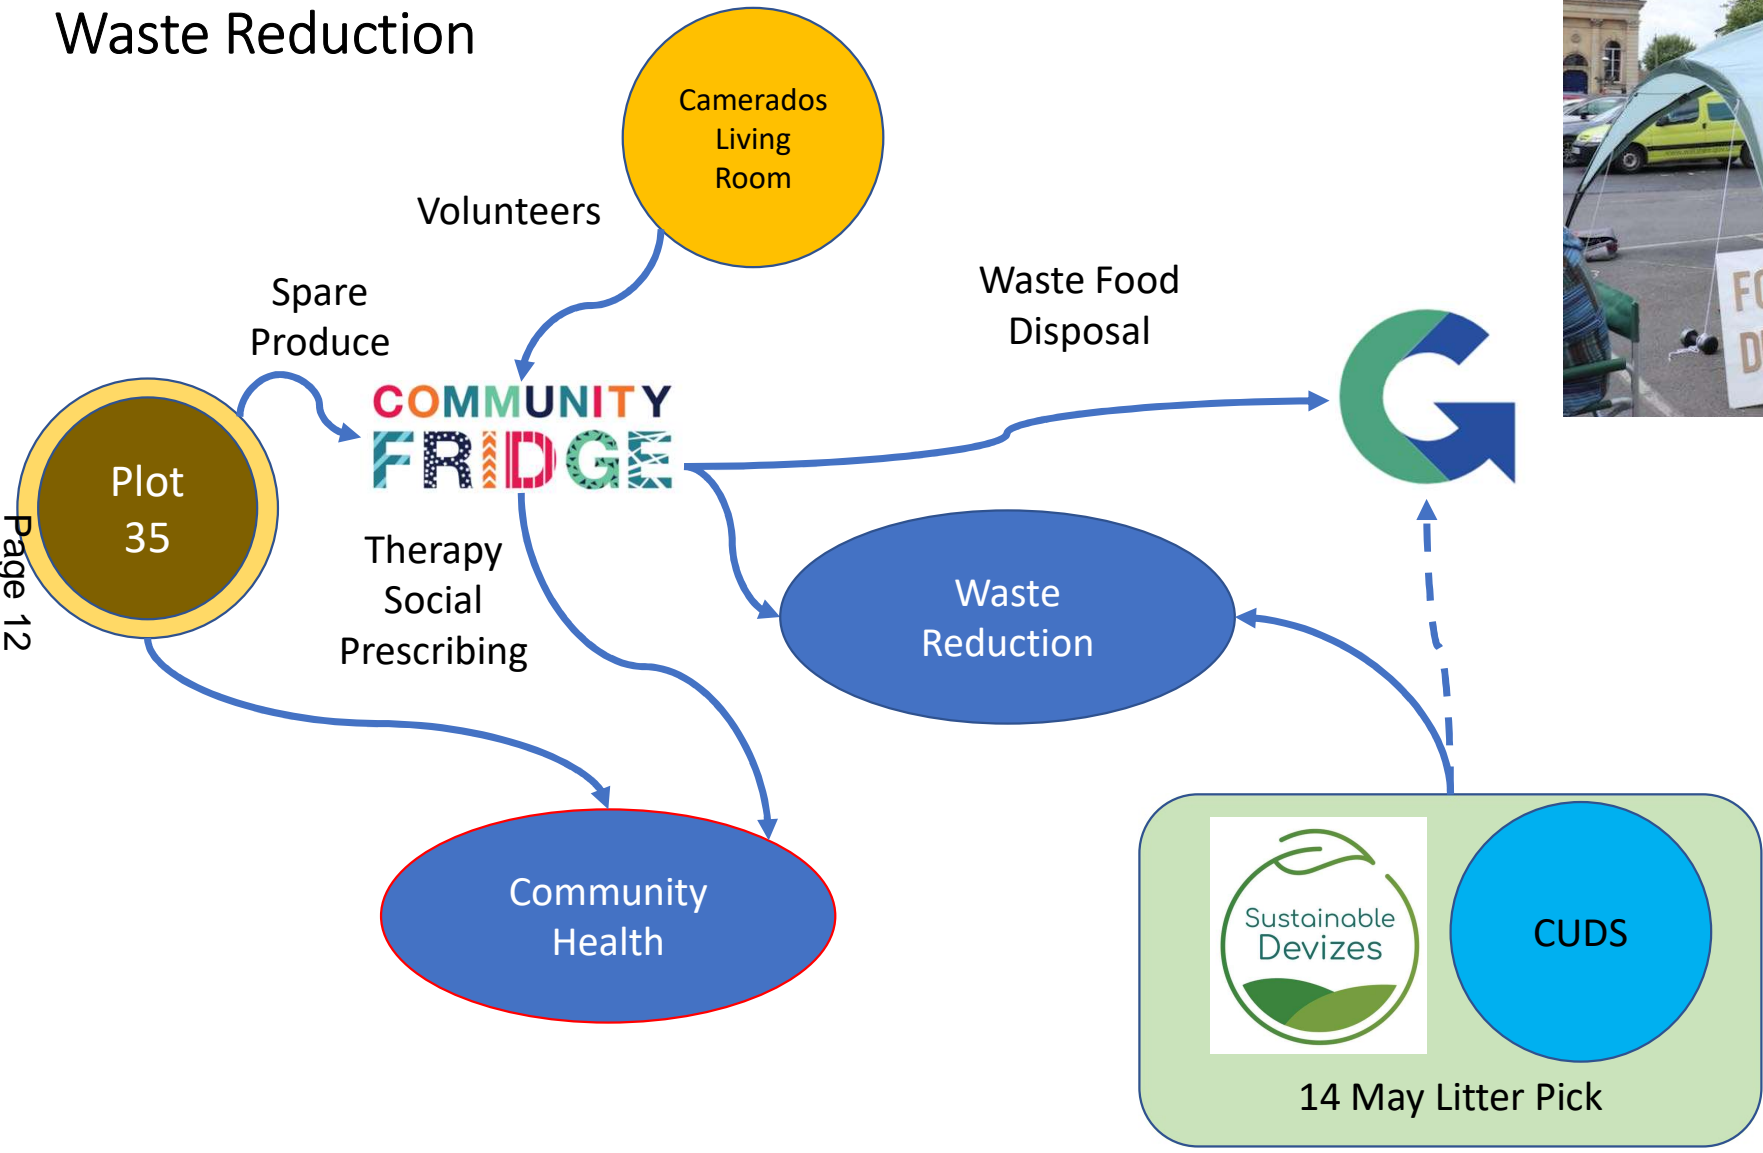 Waste Reduction
Camerados
Living
Room
Volunteers
Spare
Produce
Waste Food
Disposal
COMMUNITY
FRIDGE
Plot
35
Page 12
Therapy
Social
Prescribing
Waste
Reduction
Community
Health
Sustainable
Devizes
CUDS
14 May Litter Pick